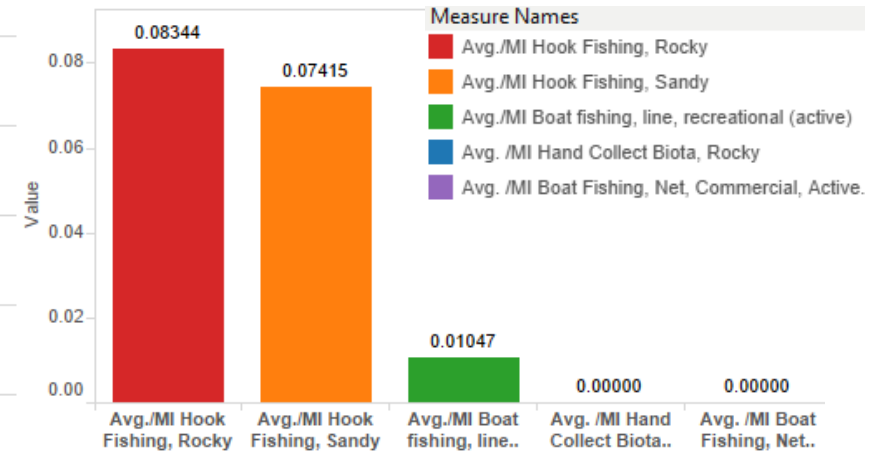 Measure Names
Avg./MI Hook Fishing, Rocky
Avg./MI Hook Fishing, Sandy
Avg./MI Boat fishing, line, recreational (active)
Avg. /MI Hand Collect Biota, Rocky
Avg. /MI Boat Fishing, Net, Commercial, Active.
Value
0.08
0.06
0.04
0.02
0.00
0.08344
0.07415
0.01047
0.00000
0.00000
Avg./MI Hook
Fishing, Rocky
Avg./MI Hook
Fishing, Sandy
Avg./MI Boat
fishing, line..
Avg. /MI Hand
Collect Biota..
Avg. /MI Boat
Fishing, Net..